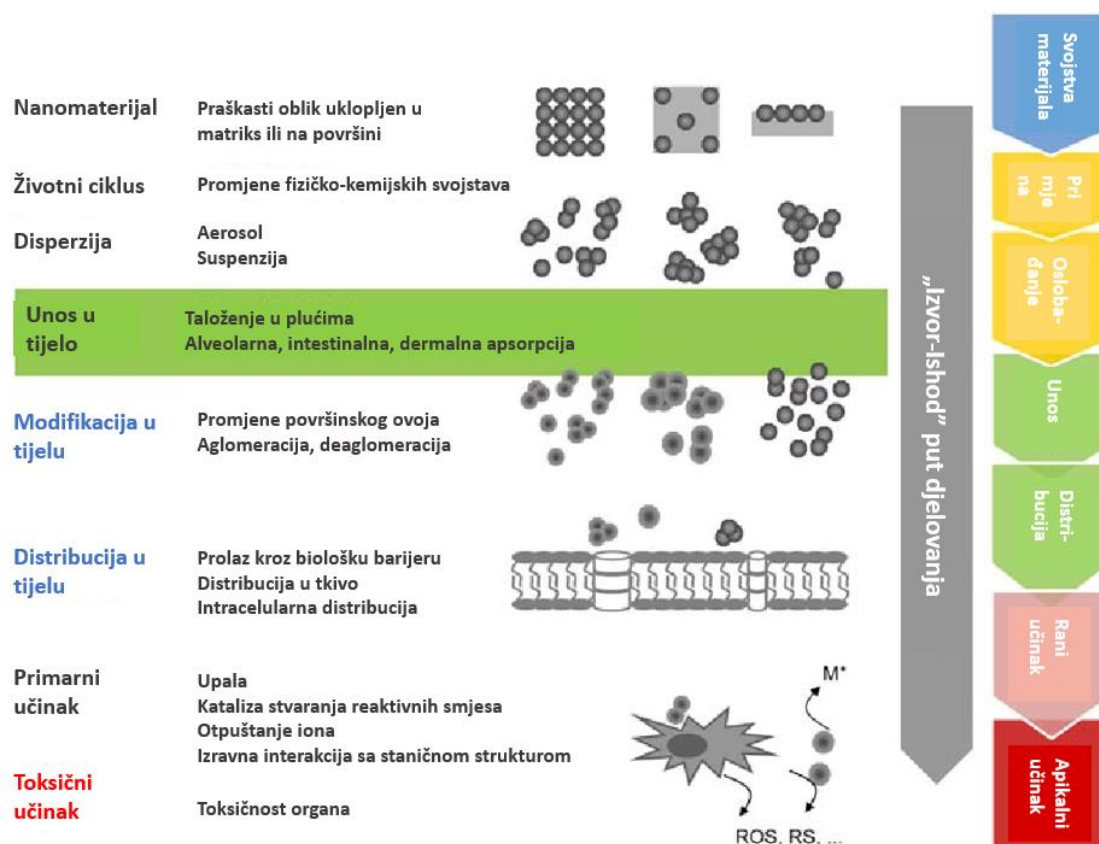 Nanomaterijal
Praškasti oblik uklopljen u
matriks ili na površini
Životni ciklus
Promjene fizičko-kemijskih svojstava
Disperzija
Aerosol
Suspenzija
Unos u
tijelo
Taloženje u plućima
Alveolarna, intestinalna, dermalna apsorpcija
Modifikacija u
tijelu
Promjene površinskog ovoja
Aglomeracija, deaglomeracija
Distribucija u
tijelu
Prolaz kroz biološku barijeru
Distribucija u tkivo
Intracelularna distribucija
Primarni
učinak
Upala
Kataliza stvaranja reaktivnih smjesa
Otpuštanje iona
Izravna interakcija sa staničnom strukturom
Toksični
učinak
Toksičnost organa
M⁺
ROS, RS, ...
„Izvor-Ishod” put djelovanja
Svojstva
materijala
Pri
mje
na
Osloba-
đanje
Unos
Distri-
bucija
Rani
učinak
Apikalni
učinak